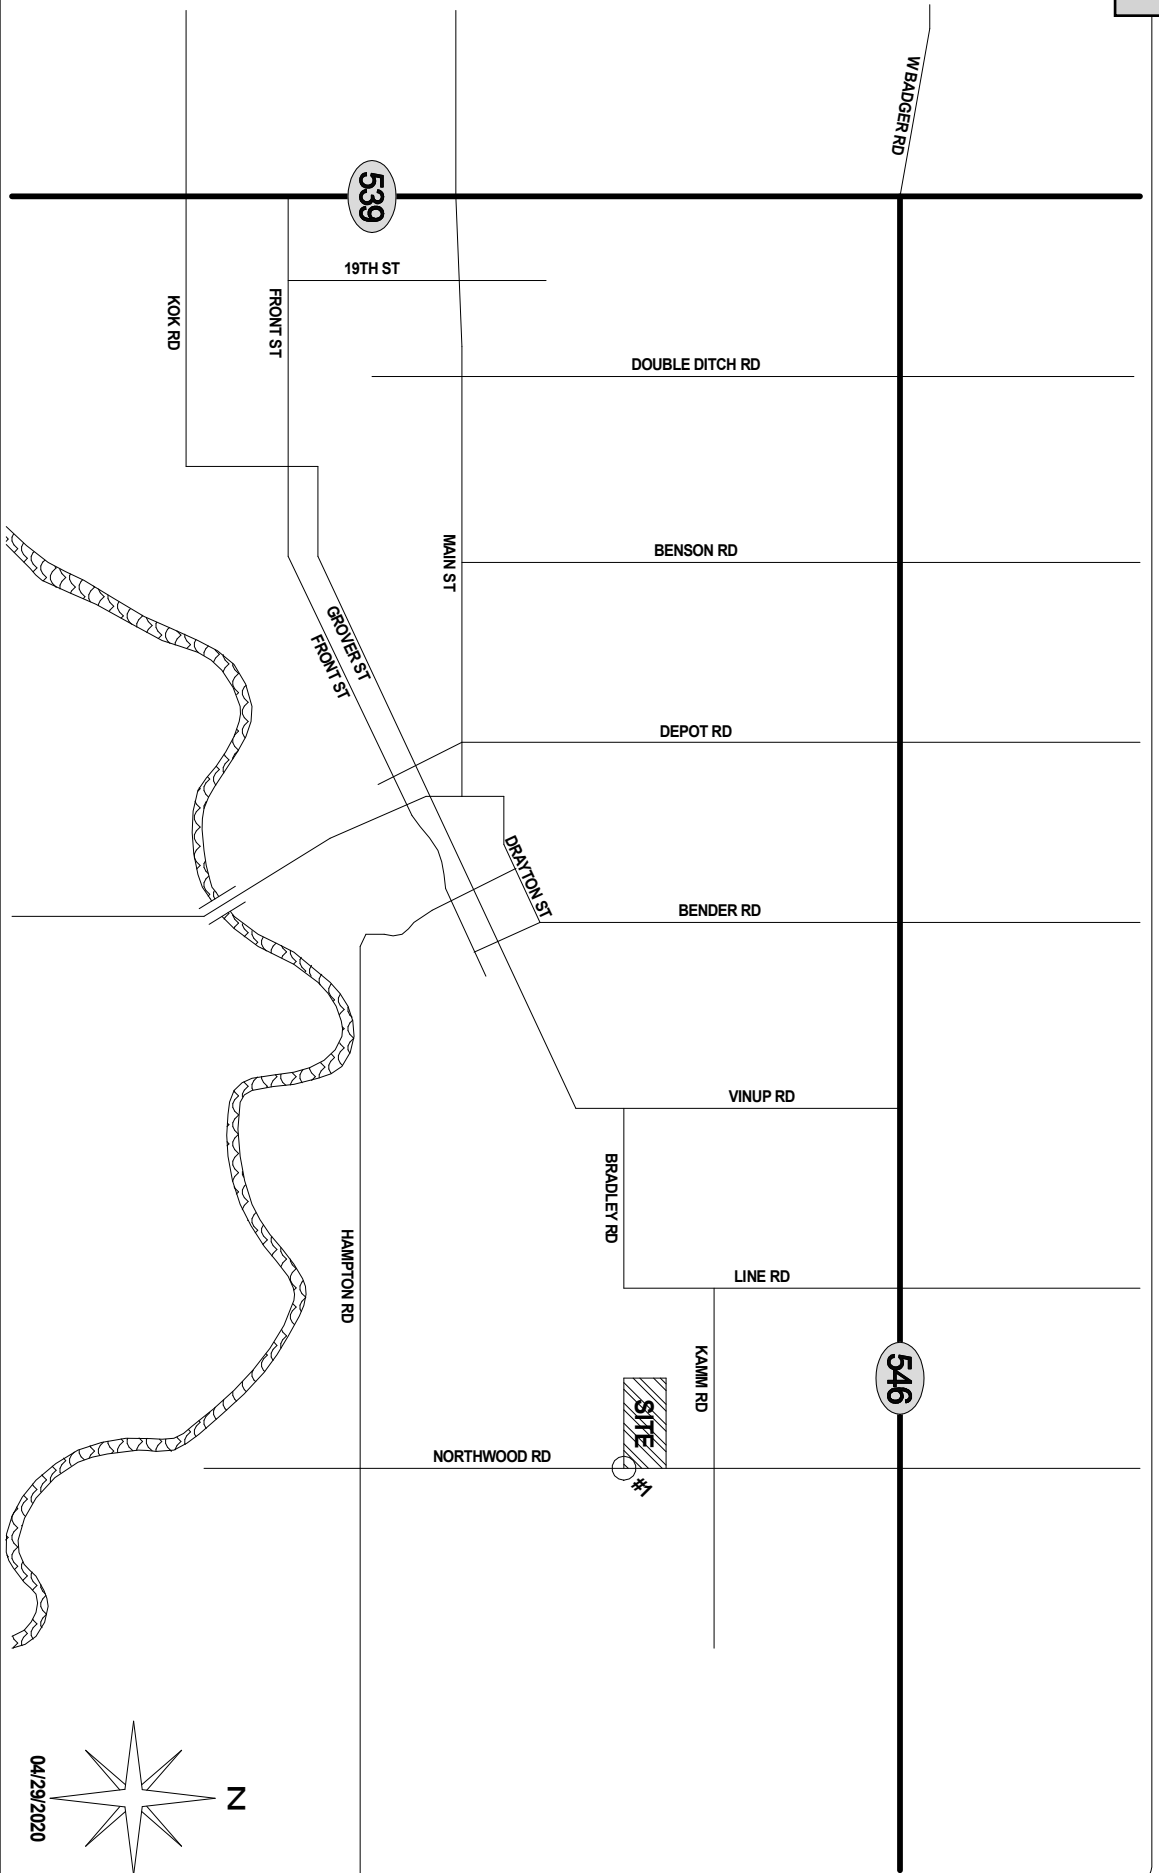 W BADGER RD
539
19TH ST
KOK RD
FRONT ST
DOUBLE DITCH RD
MAIN ST
BENSON RD
GROVER ST
FRONT ST
DEPOT RD
DRAYTON ST
BENDER RD
VINUP RD
BRADLEY RD
HAMPTON RD
LINE RD
KAMM RD
546
SITE
NORTHWOOD RD
#1
N
04/29/2020